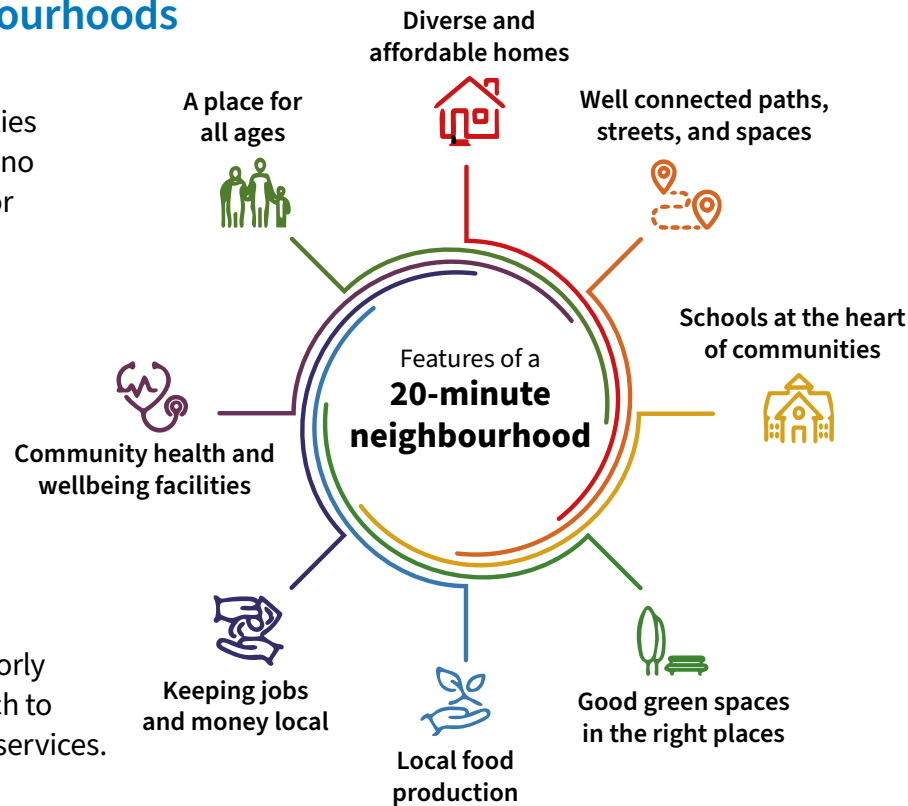 ourhoods
ies
no
or
orly
th to
services.
Diverse and
affordable homes
Well connected paths,
streets, and spaces
Schools at the heart
of communities
Good green spaces
in the right places
Local food
production
Keeping jobs
and money local
Community health and
wellbeing facilities
A place for
all ages
Features of a
20-minute
neighbourhood